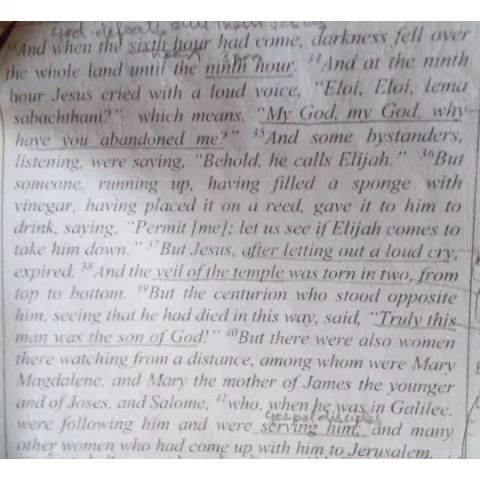 God defeats
³³And when the sixth hour had come, darkness fell over
the whole land until the ninth hour. ³⁴And at the ninth
hour Jesus cried with a loud voice, "Eloi, Eloi, lema
sabachthani?" which means, "My God, my God, why
have you abandoned me?" ³⁵And some bystanders,
listening, were saying, "Behold, he calls Elijah." ³⁶But
someone, running up, having filled a sponge with
vinegar, having placed it on a reed, gave it to him to
drink, saying, "Permit [me]; let us see if Elijah comes to
take him down." ³⁷But Jesus, after letting out a loud cry,
expired. ³⁸And the veil of the temple was torn in two, from
top to bottom. ³⁹But the centurion who stood opposite
him, seeing that he had died in this way, said, "Truly this
man was the son of God!" ⁴⁰But there were also women
there watching from a distance, among whom were Mary
Magdalene, and Mary the mother of James the younger
and of Joses, and Salome, ⁴¹who, when he was in Galilee,
were following him and were serving him; and many
other women who had come up with him to Jerusalem.